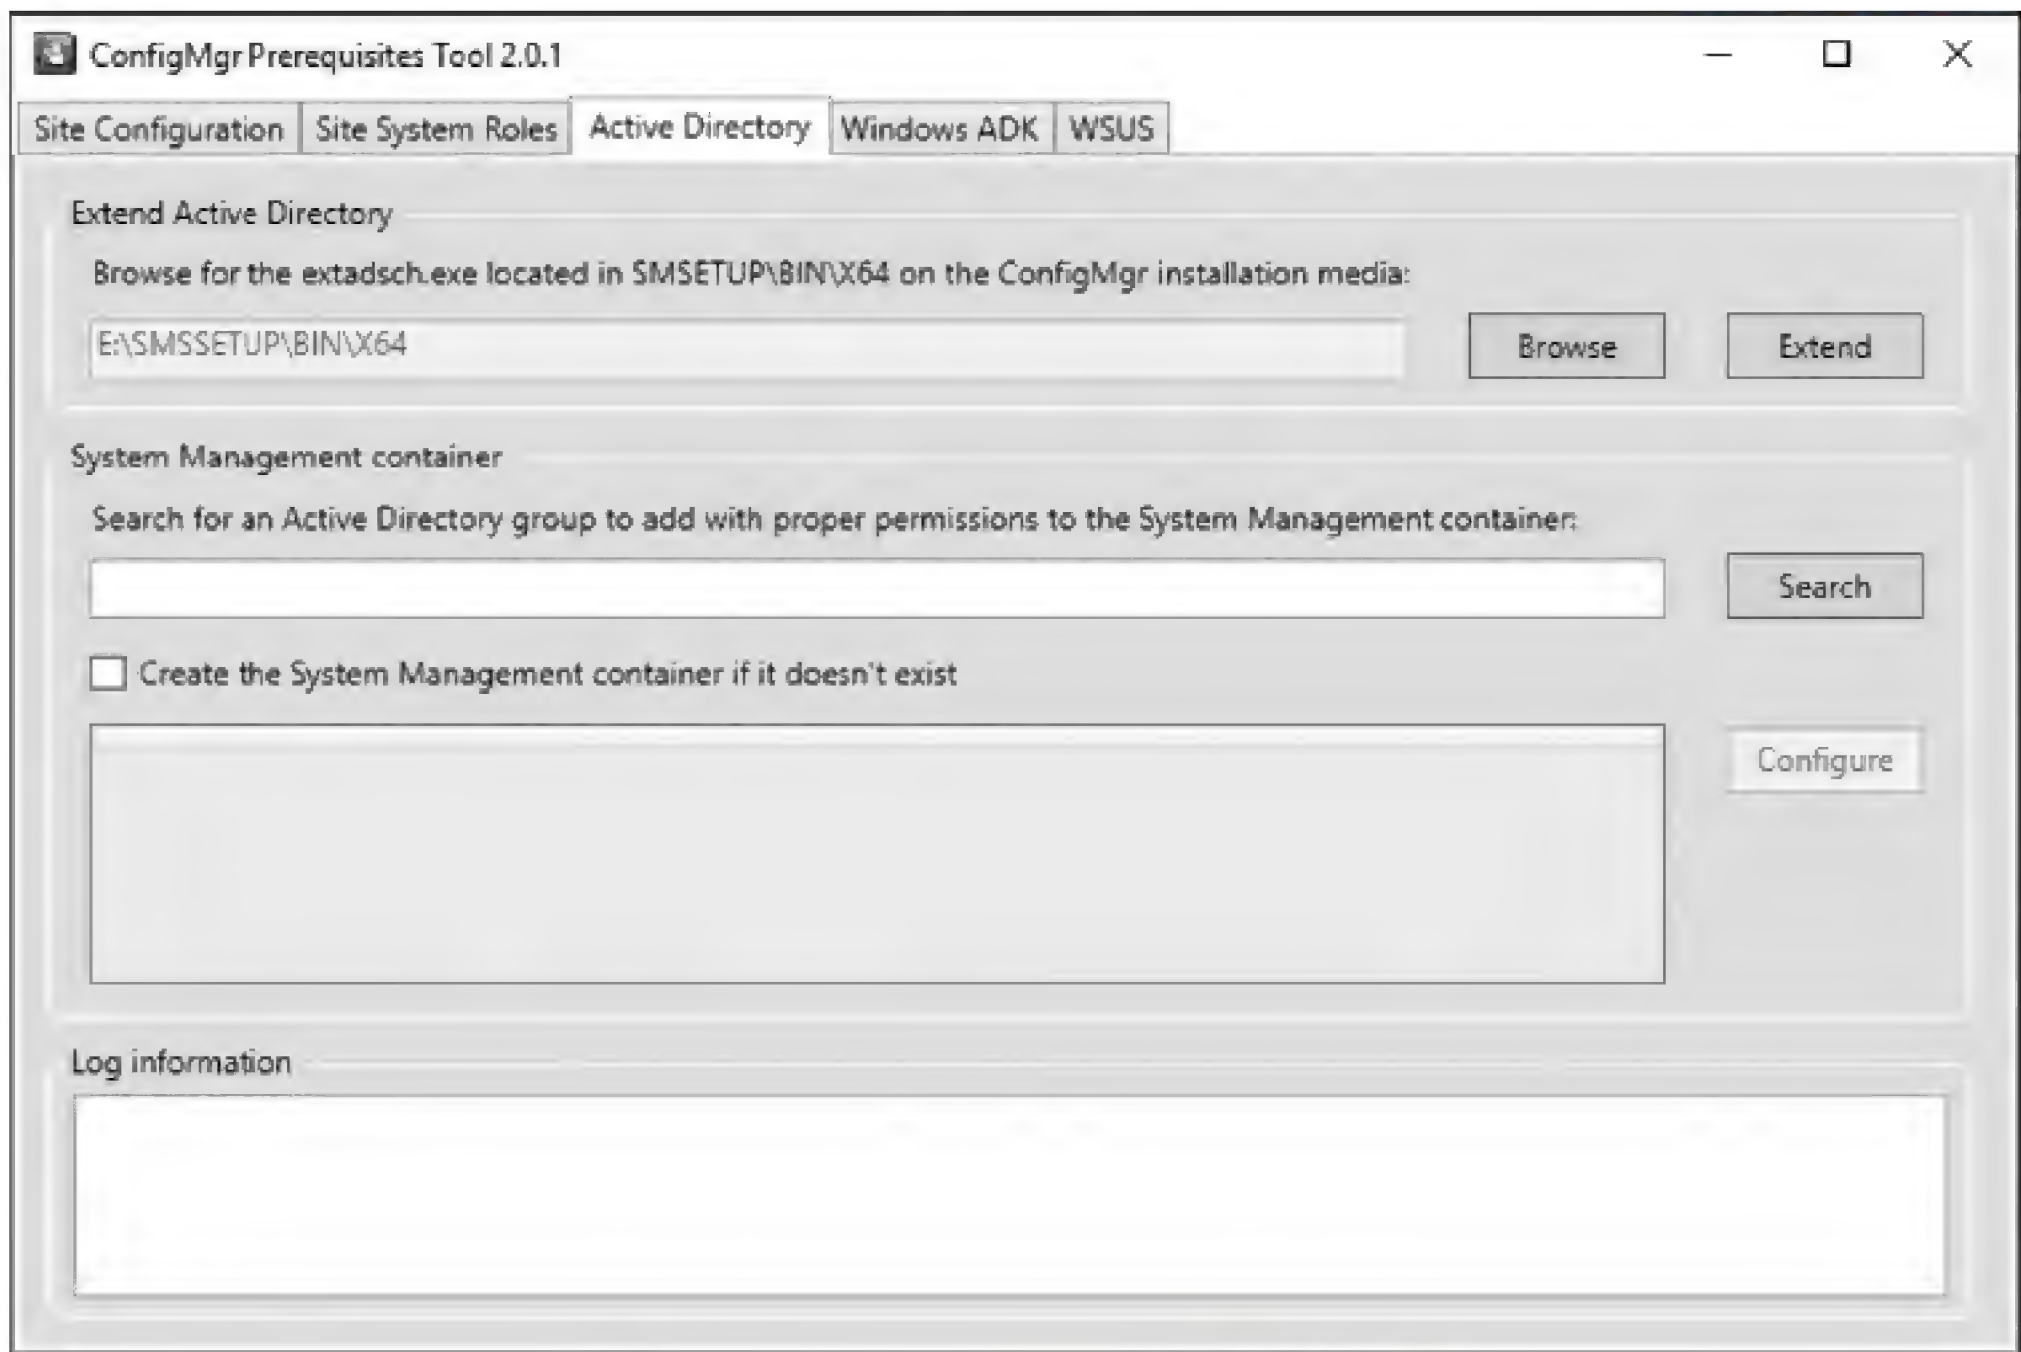 ConfigMgr Prerequisites Tool 2.0.1
Site Configuration Site System Roles Active Directory Windows ADK WSUS
Extend Active Directory
Browse for the extadsch.exe located in SMSETUP\BIN\X64 on the ConfigMgr installation media:
E:\SMSSETUP\BIN\X64 Browse Extend
System Management container
Search for an Active Directory group to add with proper permissions to the System Management container:
Search
Create the System Management container if it doesn't exist
Configure
Log information